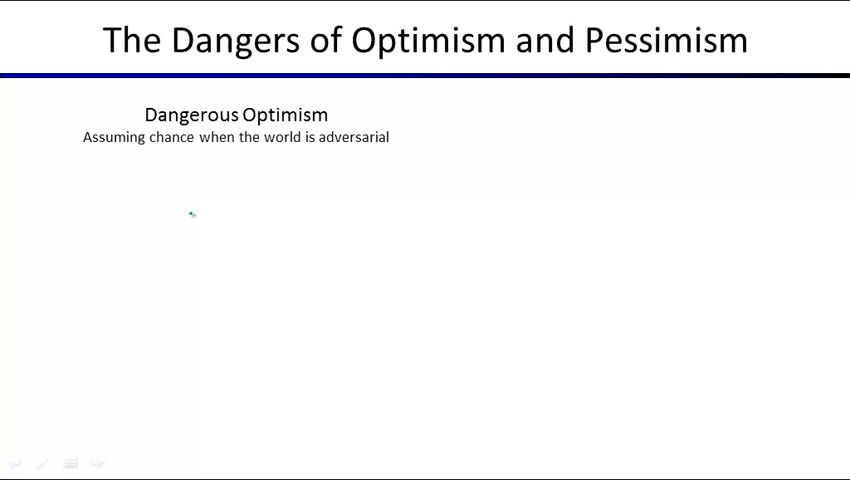 The Dangers of Optimism and Pessimism
Dangerous Optimism
Assuming chance when the world is adversarial